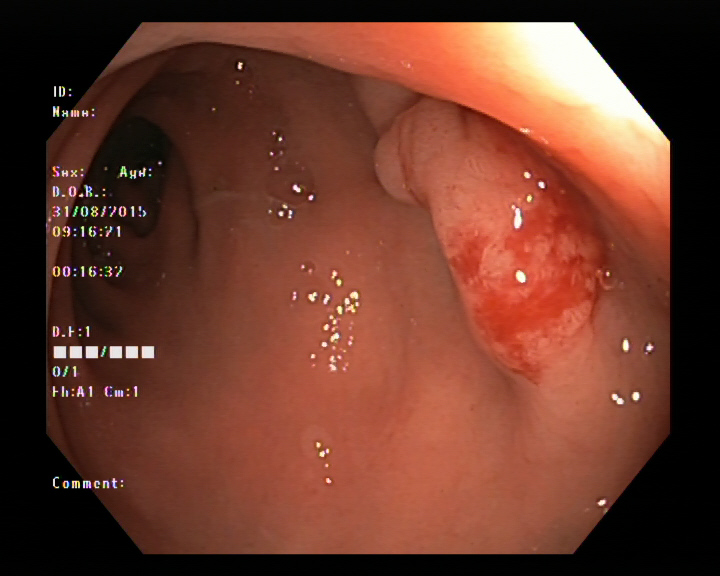 ID:
Name:
Sex: Age:
D.O.B.:
31/08/2015
09:16:21
00:16:32
D.F:1
■■■/■■■
0/1
Eh:A1 Cm:1
Comment: